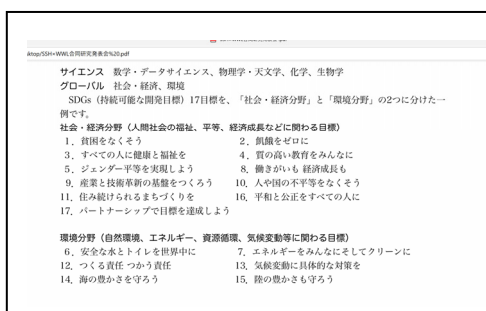 ktop/SSH+WWL合同研究発表会%20.pdf
サイエンス 数学・データサイエンス、物理学・天文学、化学、生物学
グローバル 社会・経済、環境
SDGs（持続可能な開発目標）17目標を、「社会・経済分野」と「環境分野」の2つに分けた一
例です。
社会・経済分野（人間社会の福祉、平等、経済成長などに関わる目標）
1．貧困をなくそう 2．飢餓をゼロに
3．すべての人に健康と福祉を 4．質の高い教育をみんなに
5．ジェンダー平等を実現しよう 8．働きがいも 経済成長も
9．産業と技術革新の基盤をつくろう 10．人や国の不平等をなくそう
11．住み続けられるまちづくりを 16．平和と公正をすべての人に
17．パートナーシップで目標を達成しよう
環境分野（自然環境、エネルギー、資源循環、気候変動等に関わる目標）
6．安全な水とトイレを世界中に 7．エネルギーをみんなにそしてクリーンに
12．つくる責任 つかう責任 13．気候変動に具体的な対策を
14．海の豊かさを守ろう 15．陸の豊かさも守ろう